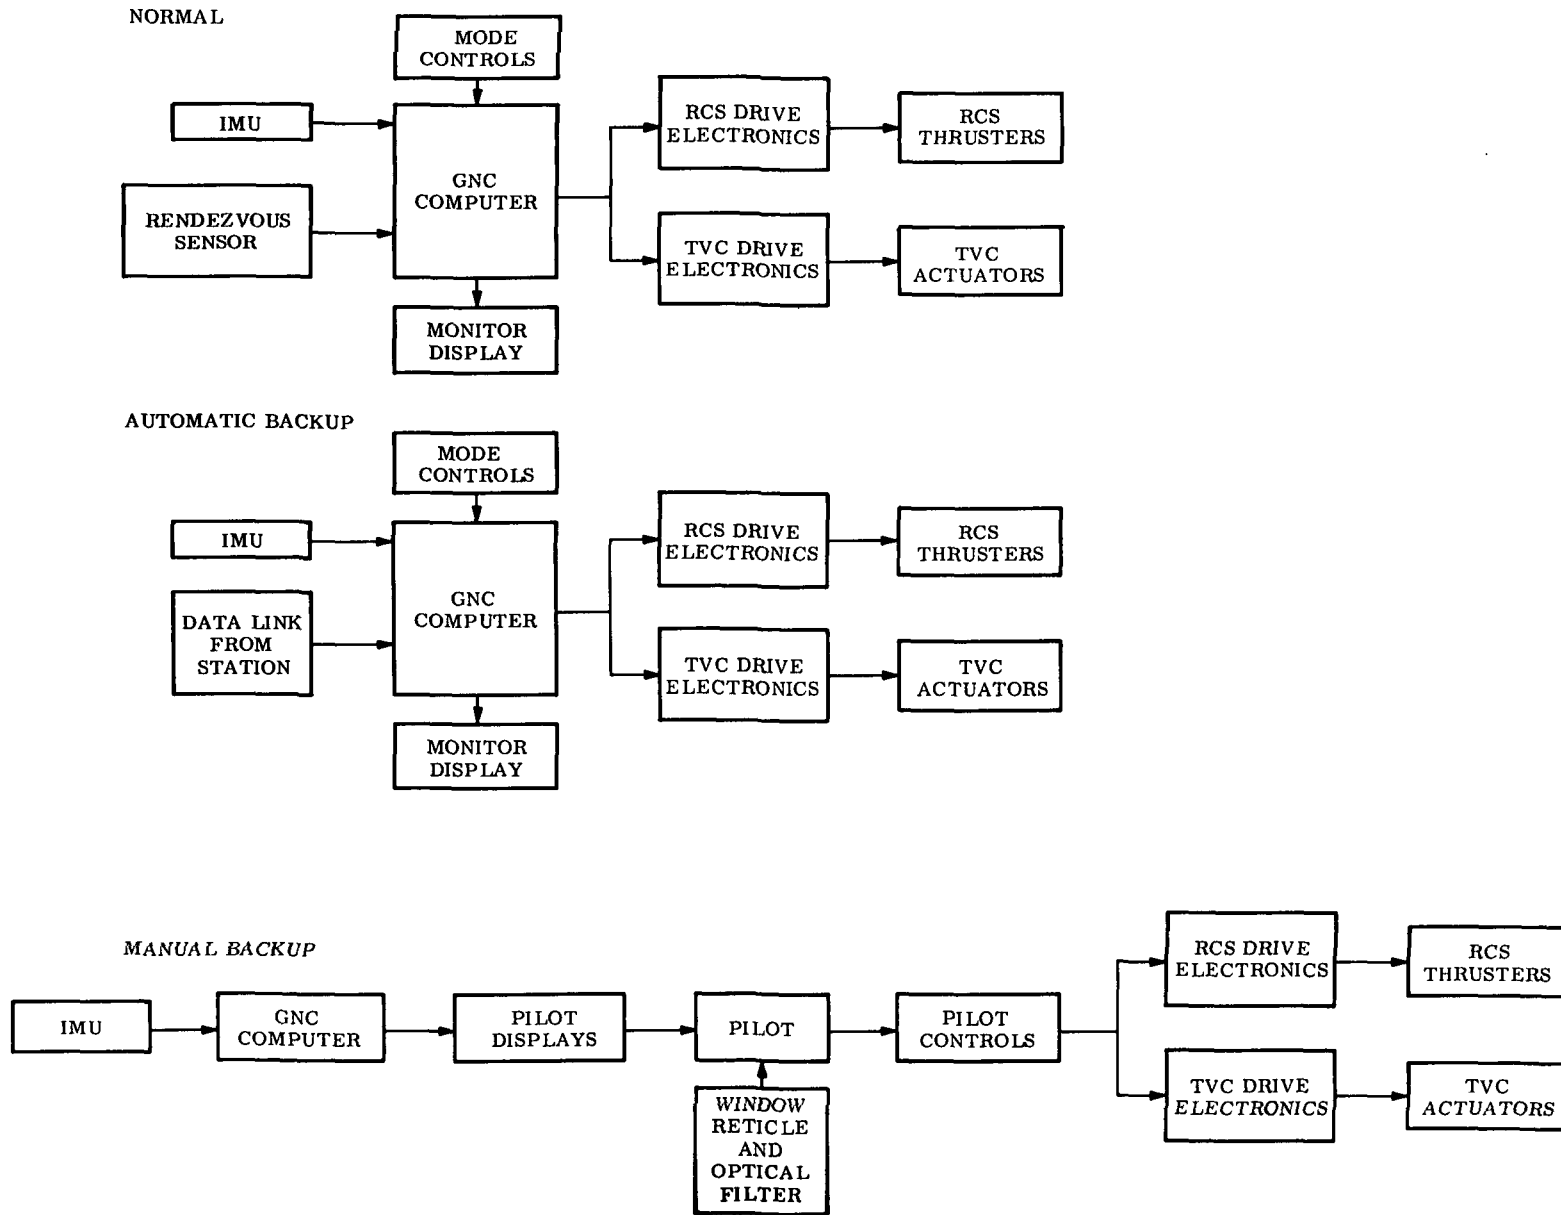 NORMAL
MODE
CONTROLS
IMU
RENDEZVOUS
SENSOR
GNC
COMPUTER
MONITOR
DISPLAY
RCS DRIVE
ELECTRONICS
RCS
THRUSTERS
TVC DRIVE
ELECTRONICS
TVC
ACTUATORS
AUTOMATIC BACKUP
MODE
CONTROLS
IMU
DATA LINK
FROM
STATION
GNC
COMPUTER
MONITOR
DISPLAY
RCS DRIVE
ELECTRONICS
RCS
THRUSTERS
TVC DRIVE
ELECTRONICS
TVC
ACTUATORS
MANUAL BACKUP
IMU
GNC
COMPUTER
PILOT
DISPLAYS
PILOT
WINDOW
RETICLE
AND
OPTICAL
FILTER
PILOT
CONTROLS
RCS DRIVE
ELECTRONICS
RCS
THRUSTERS
TVC DRIVE
ELECTRONICS
TVC
ACTUATORS